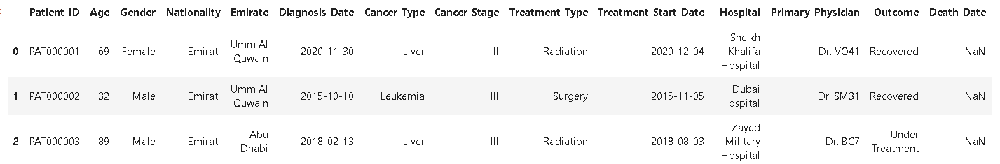 Patient_ID Age Gender Nationality Emirate Diagnosis_Date Cancer_Type Cancer_Stage Treatment_Type Treatment_Start_Date Hospital Primary_Physician Outcome Death_Date
0 PAT000001 69 Female Emirati Umm Al Quwain 2020-11-30 Liver II Radiation 2020-12-04 Sheikh Khalifa Hospital Dr. VO41 Recovered NaN
1 PAT000002 32 Male Emirati Umm Al Quwain 2015-10-10 Leukemia III Surgery 2015-11-05 Dubai Hospital Dr. SM31 Recovered NaN
2 PAT000003 89 Male Emirati Abu Dhabi 2018-02-13 Liver III Radiation 2018-08-03 Zayed Military Hospital Dr. BC7 Under Treatment NaN